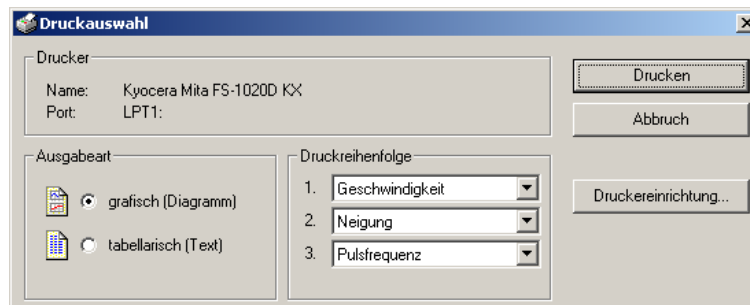 Druckauswahl
Drucker
Name: Kyocera Mita FS-1020D KX
Port: LPT1:
Drucken
Abbruch
Ausgabeart
grafisch (Diagramm)
tabellarisch (Text)
Druckreihenfolge
1. Geschwindigkeit
2. Neigung
3. Pulsfrequenz
Druckereinrichtung...